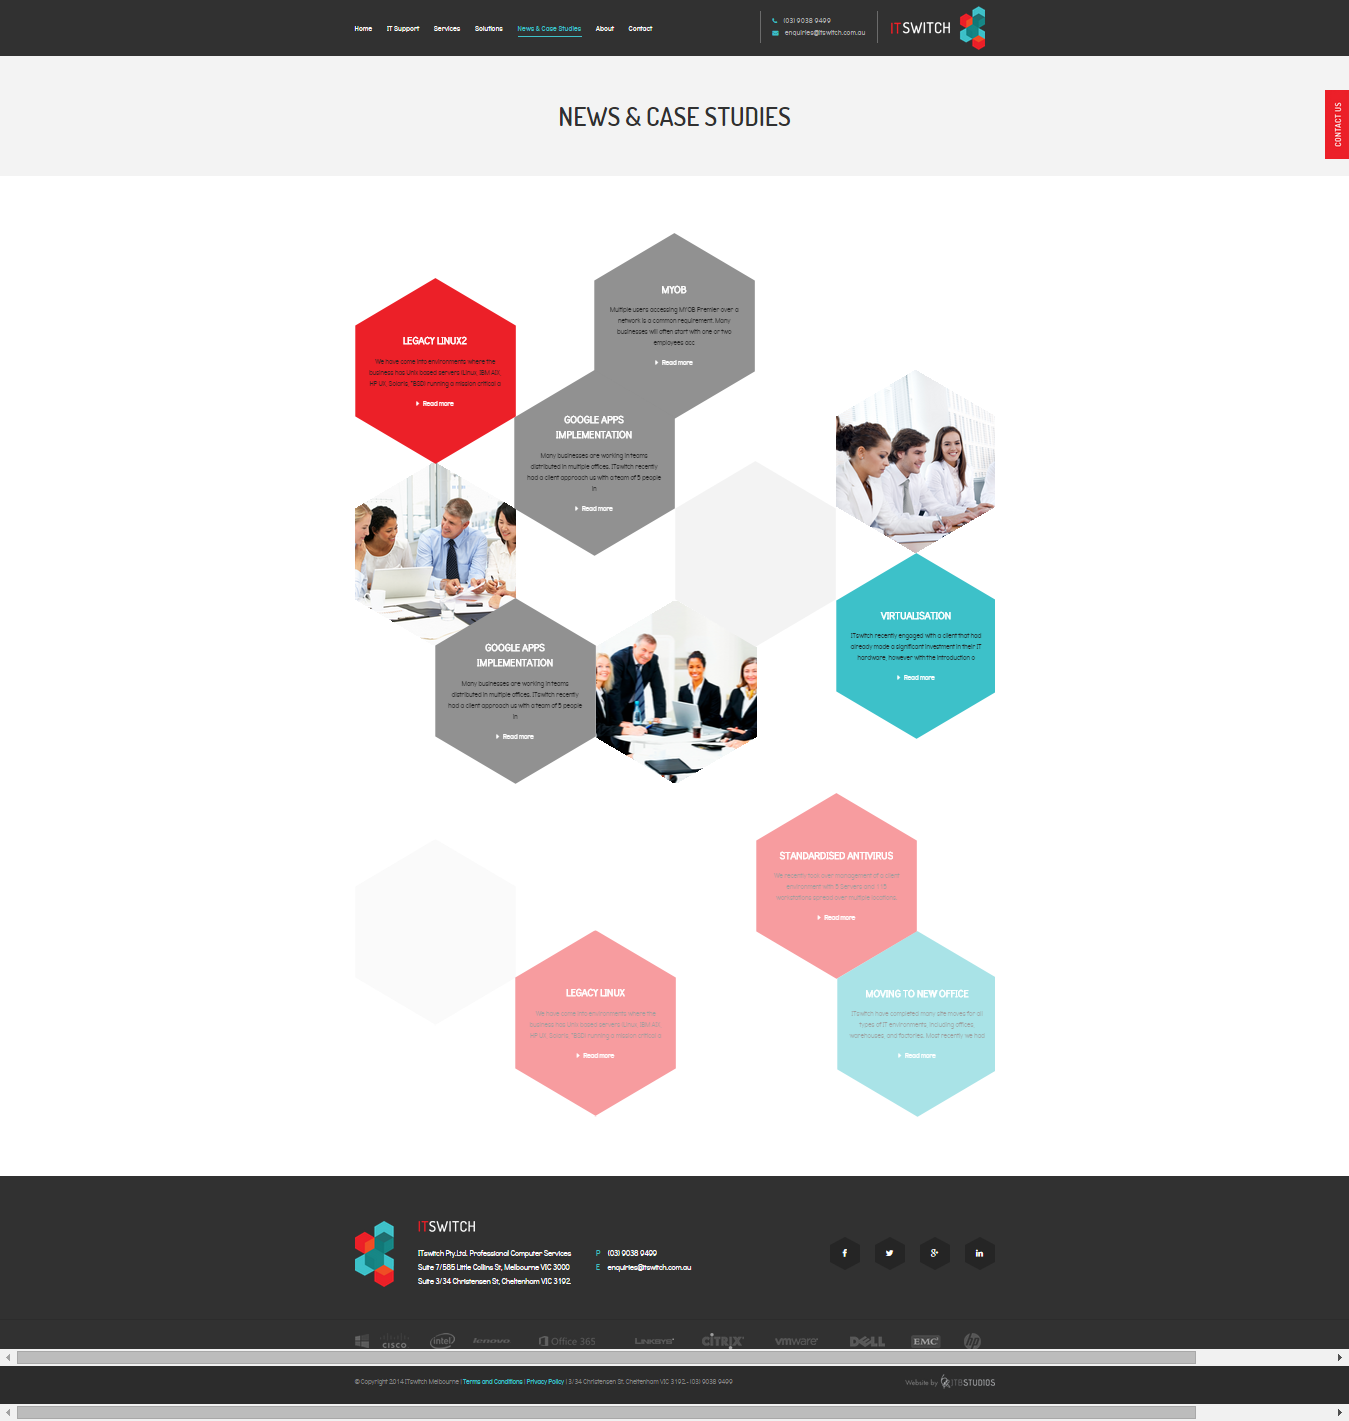 Home IT Support Services Solutions News & Case Studies About Contact
(03) 9038 9499
enquiries@itswitch.com.au
ITSWITCH
NEWS & CASE STUDIES
CONTACT US
MYOB
Multiple users accessing MYOB Premier over a
network is a common requirement. Many
businesses will often start with one or two
employees acc
Read more
LEGACY LINUX2
We have come into environments where the
business has Unix based servers (Linux, IBM AIX,
HP UX, Solaris, *BSD) running a mission critical a
Read more
GOOGLE APPS
IMPLEMENTATION
Many businesses are working in teams
distributed in multiple offices. ITswitch recently
had a client approach us with a team of 5 people
in
Read more
VIRTUALISATION
ITswitch recently engaged with a client that had
already made a significant investment in their IT
hardware, however with the introduction o
Read more
GOOGLE APPS
IMPLEMENTATION
Many businesses are working in teams
distributed in multiple offices. ITswitch recently
had a client approach us with a team of 5 people
in
Read more
STANDARDISED ANTIVIRUS
We recently took over management of a client
environment with 5 Servers and 115
workstations spread over multiple locations.
Read more
LEGACY LINUX
We have come into environments where the
business has Unix based servers (Linux, IBM AIX,
HP UX, Solaris, *BSD) running a mission critical a
Read more
MOVING TO NEW OFFICE
ITswitch have completed many site moves for all
types of IT environments, including offices,
warehouses, and factories. Most recently we had
Read more
ITSWITCH
ITswitch Pty.Ltd. Professional Computer Services
Suite 7/585 Little Collins St, Melbourne VIC 3000
Suite 3/34 Christensen St, Cheltenham VIC 3192.
P (03) 9038 9499
E enquiries@itswitch.com.au
CISCO intel lenovo Office 365 LINKSYS CITRIX vmware DELL EMC hp
© Copyright 2014 ITswitch Melbourne | Terms and Conditions | Privacy Policy | 3/34 Christensen St, Cheltenham VIC 3192. - (03) 9038 9499
Website by ITBSTUDIOS